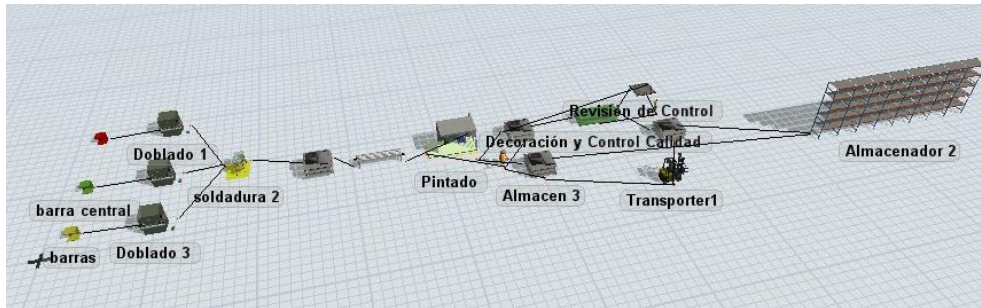 Doblado 1
barra central
barras
Doblado 3
soldadura 2
Pintado
Decoración y Control Calidad
Revisión de Control
Almacen 3
Transporter1
Almacenador 2